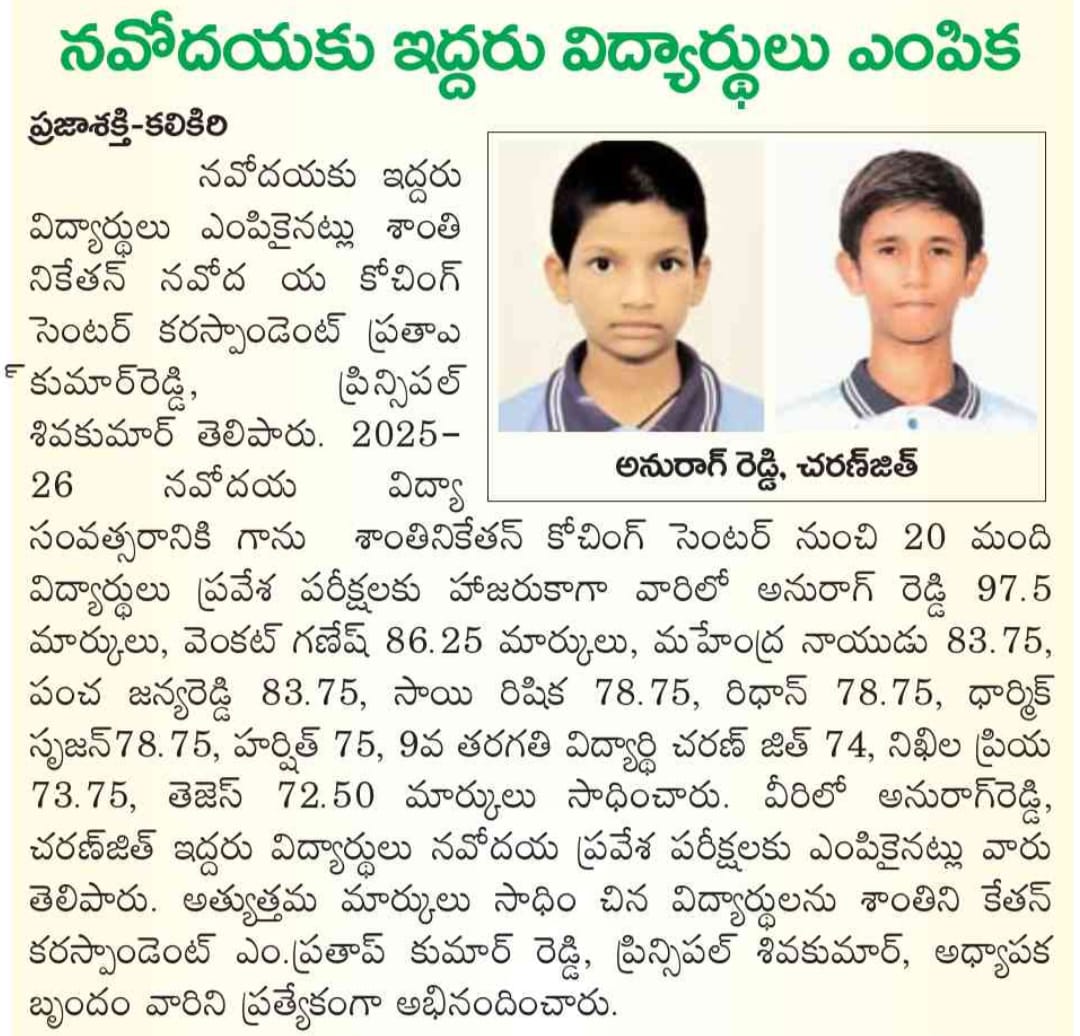 నవోదయకు ఇద్దరు విద్యార్థులు ఎంపిక
ప్రజాశక్తి-కలికిరి
నవోదయకు ఇద్దరు
విద్యార్థులు ఎంపికైనట్లు శాంతి
నికేతన్ నవోద య కోచింగ్
సెంటర్ కరస్పాండెంట్ ప్రతాప
్ కుమార్‌రెడ్డి, ప్రిన్సిపల్
శివకుమార్ తెలిపారు. 2025-
26 నవోదయ విద్యా
అనురాగ్ రెడ్డి, చరణ్‌జిత్
సంవత్సరానికి గాను శాంతినికేతన్ కోచింగ్ సెంటర్ నుంచి 20 మంది
విద్యార్థులు ప్రవేశ పరీక్షలకు హాజరుకాగా వారిలో అనురాగ్ రెడ్డి 97.5
మార్కులు, వెంకట్ గణేష్ 86.25 మార్కులు, మహేంద్ర నాయుడు 83.75,
పంచ జన్యరెడ్డి 83.75, సాయి రిషిక 78.75, రిధాన్ 78.75, ధార్మిక్
సృజన్78.75, హర్షిత్ 75, 9వ తరగతి విద్యార్థి చరణ్ జిత్ 74, నిఖిల ప్రియ
73.75, తెజెస్ 72.50 మార్కులు సాధించారు. వీరిలో అనురాగ్‌రెడ్డి,
చరణ్‌జిత్ ఇద్దరు విద్యార్థులు నవోదయ ప్రవేశ పరీక్షలకు ఎంపికైనట్లు వారు
తెలిపారు. అత్యుత్తమ మార్కులు సాధిం చిన విద్యార్థులను శాంతిని కేతన్
కరస్పాండెంట్ ఎం.ప్రతాప్ కుమార్ రెడ్డి, ప్రిన్సిపల్ శివకుమార్, అధ్యాపక
బృందం వారిని ప్రత్యేకంగా అభినందించారు.